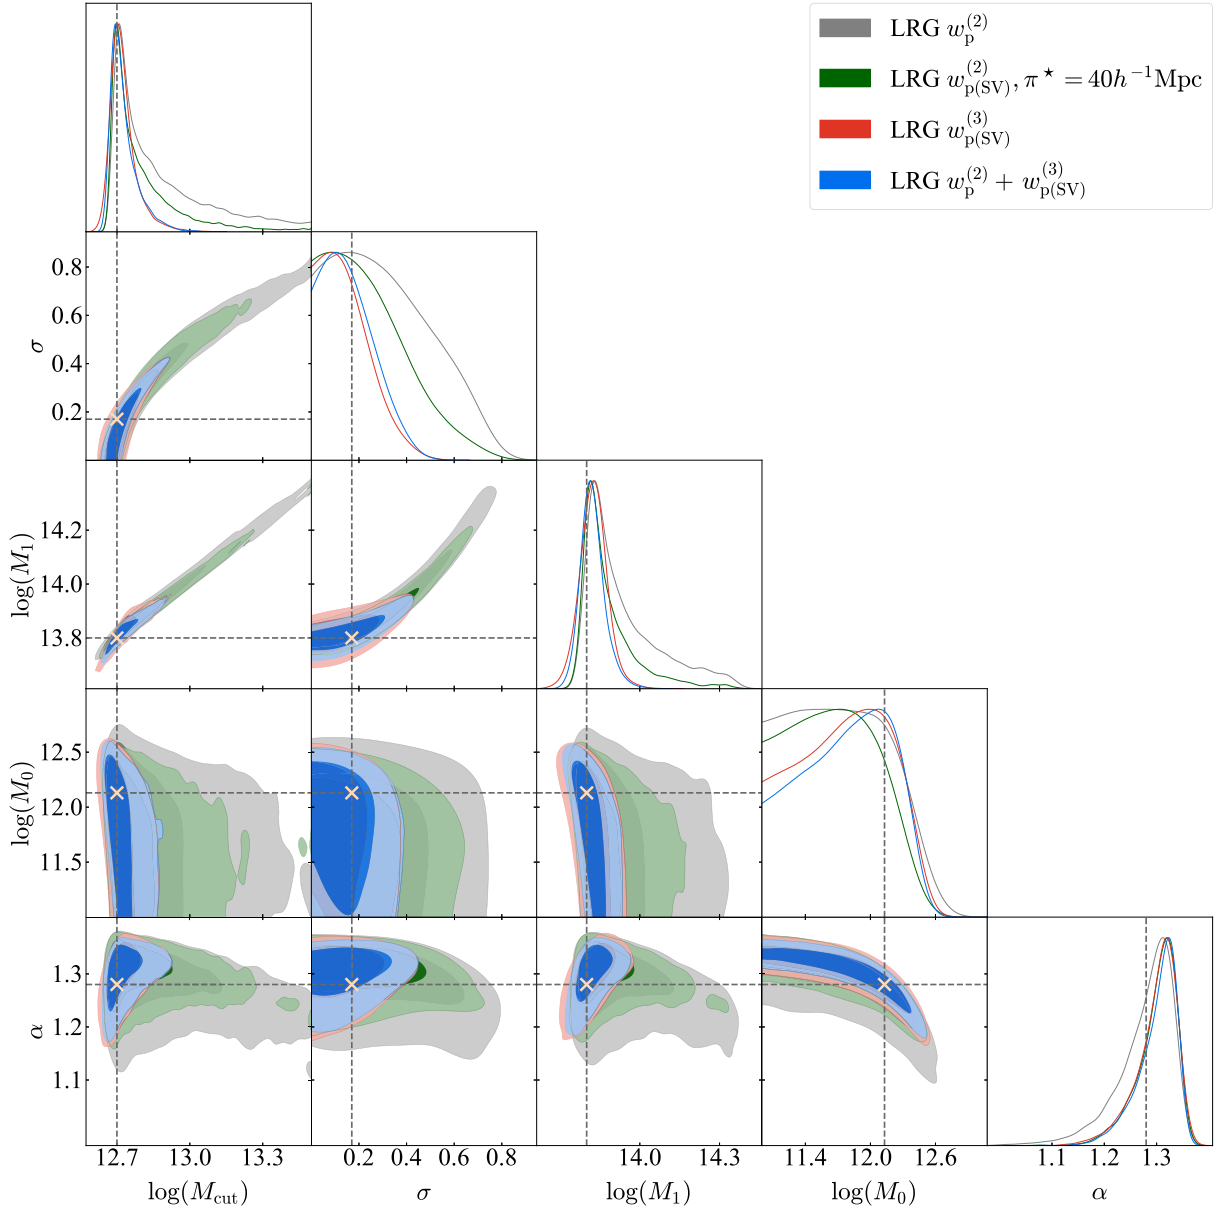 LRG w_p^(2)
LRG w_p(SV)^(2), π* = 40h⁻¹Mpc
LRG w_p(SV)^(3)
LRG w_p^(2) + w_p(SV)^(3)
0.8
0.6
0.4
0.2
σ
14.2
14.0
13.8
log(M₁)
12.5
12.0
11.5
log(M₀)
1.3
1.2
1.1
α
12.7 13.0 13.3 0.2 0.4 0.6 0.8 14.0 14.3 11.4 12.0 12.6 1.1 1.2 1.3
log(M_cut) σ log(M₁) log(M₀) α